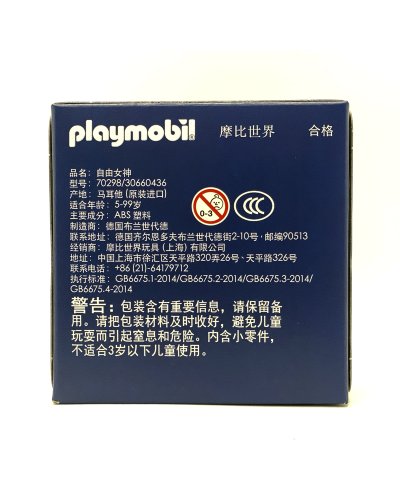 playmobil® 摩比世界 合格
品名：自由女神
型号：70298/30660436
产地：马耳他（原装进口）
适合年龄：5-99岁
主要成分：ABS 塑料
制造商：德国布兰世代德
联系地址：德国齐尔恩多夫布兰世代德街2-10号·邮编90513
经销商：摩比世界玩具（上海）有限公司
地址：中国上海市徐汇区天平路320弄26号·天平路326号
联系电话：+86 (21)-64179712
执行标准：GB6675.1-2014/GB6675.2-2014/GB6675.3-2014/
GB6675.4-2014
0-3
CCC
警告：包装含有重要信息，请保留备
用。请把包装材料及时收好，避免儿童
玩耍而引起窒息和危险。内含小零件，
不适合3岁以下儿童使用。